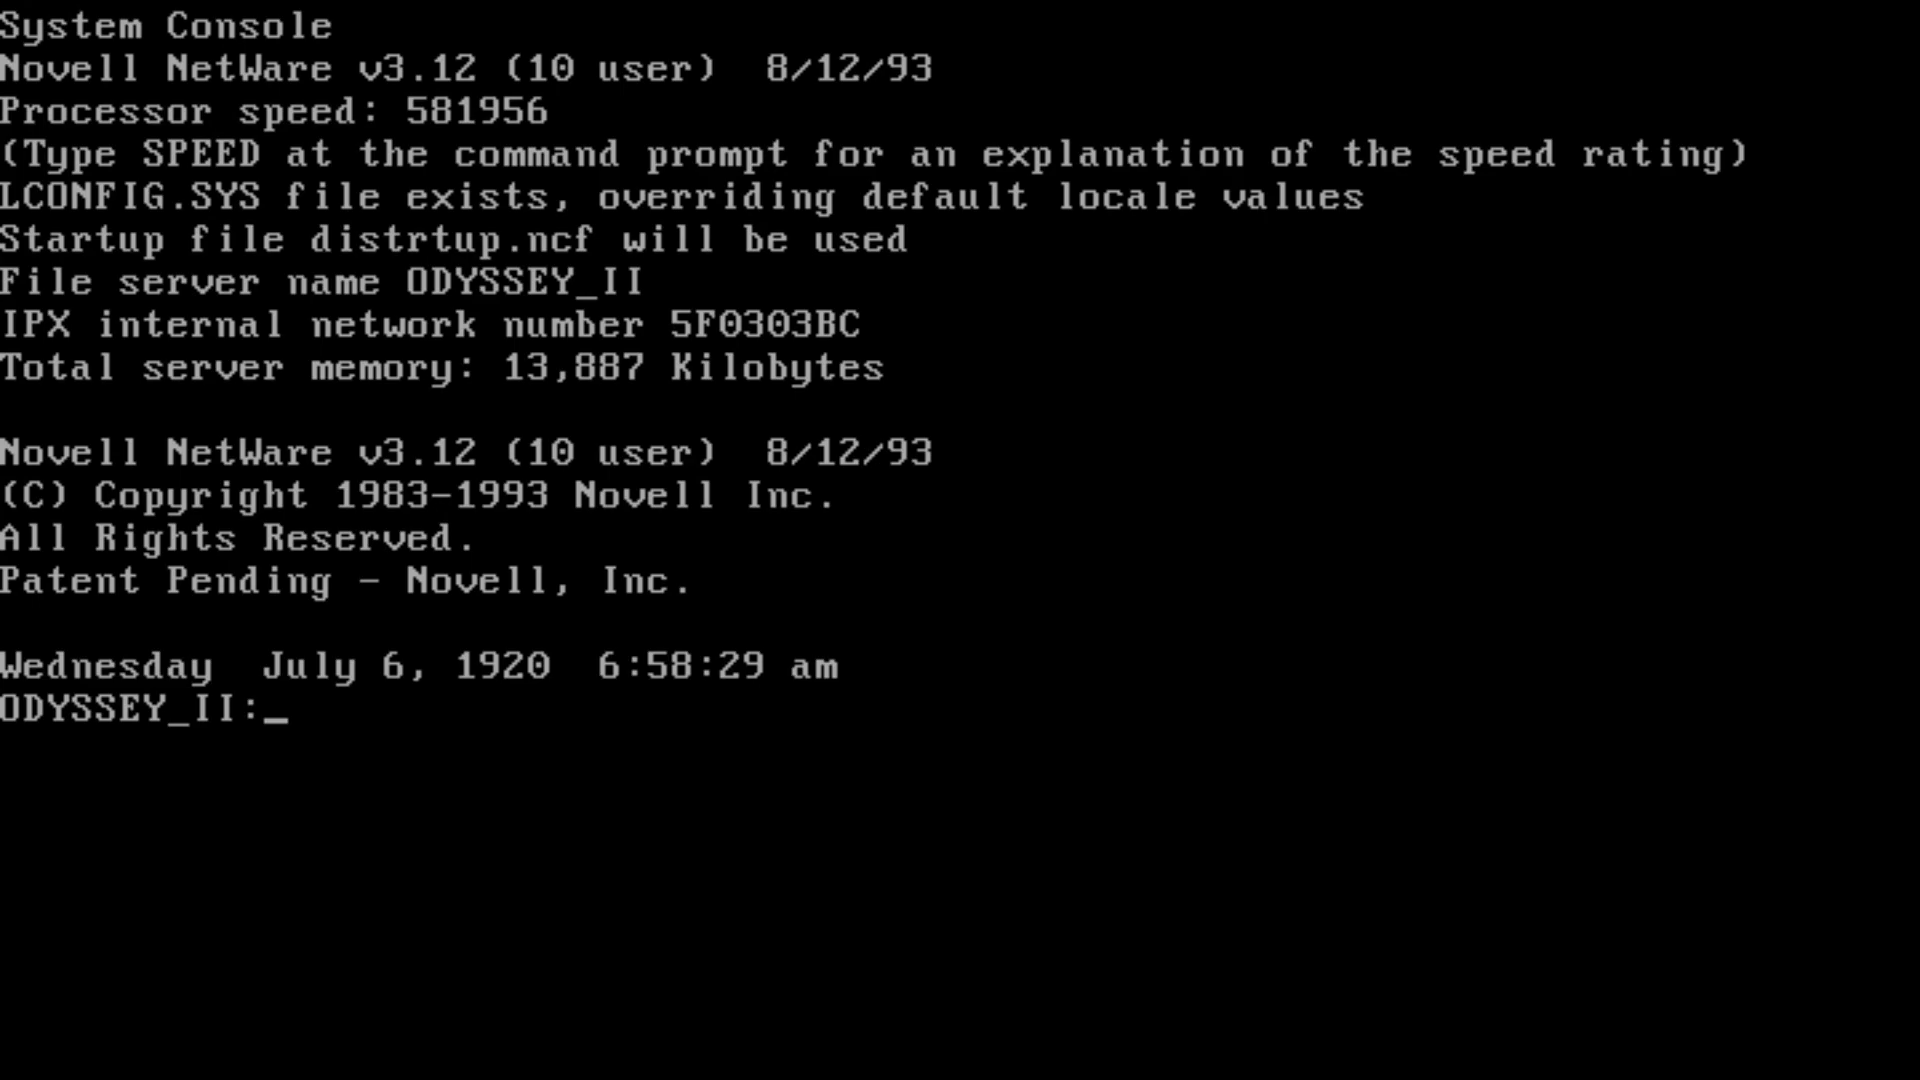 System Console
Novell NetWare v3.12 (10 user)  8/12/93
Processor speed: 581956
(Type SPEED at the command prompt for an explanation of the speed rating)
LCONFIG.SYS file exists, overriding default locale values
Startup file distrtup.ncf will be used
File server name ODYSSEY_II
IPX internal network number 5F0303BC
Total server memory: 13,887 Kilobytes
Novell NetWare v3.12 (10 user)  8/12/93
(C) Copyright 1983-1993 Novell Inc.
All Rights Reserved.
Patent Pending - Novell, Inc.
Wednesday  July 6, 1920  6:58:29 am
ODYSSEY_II:_